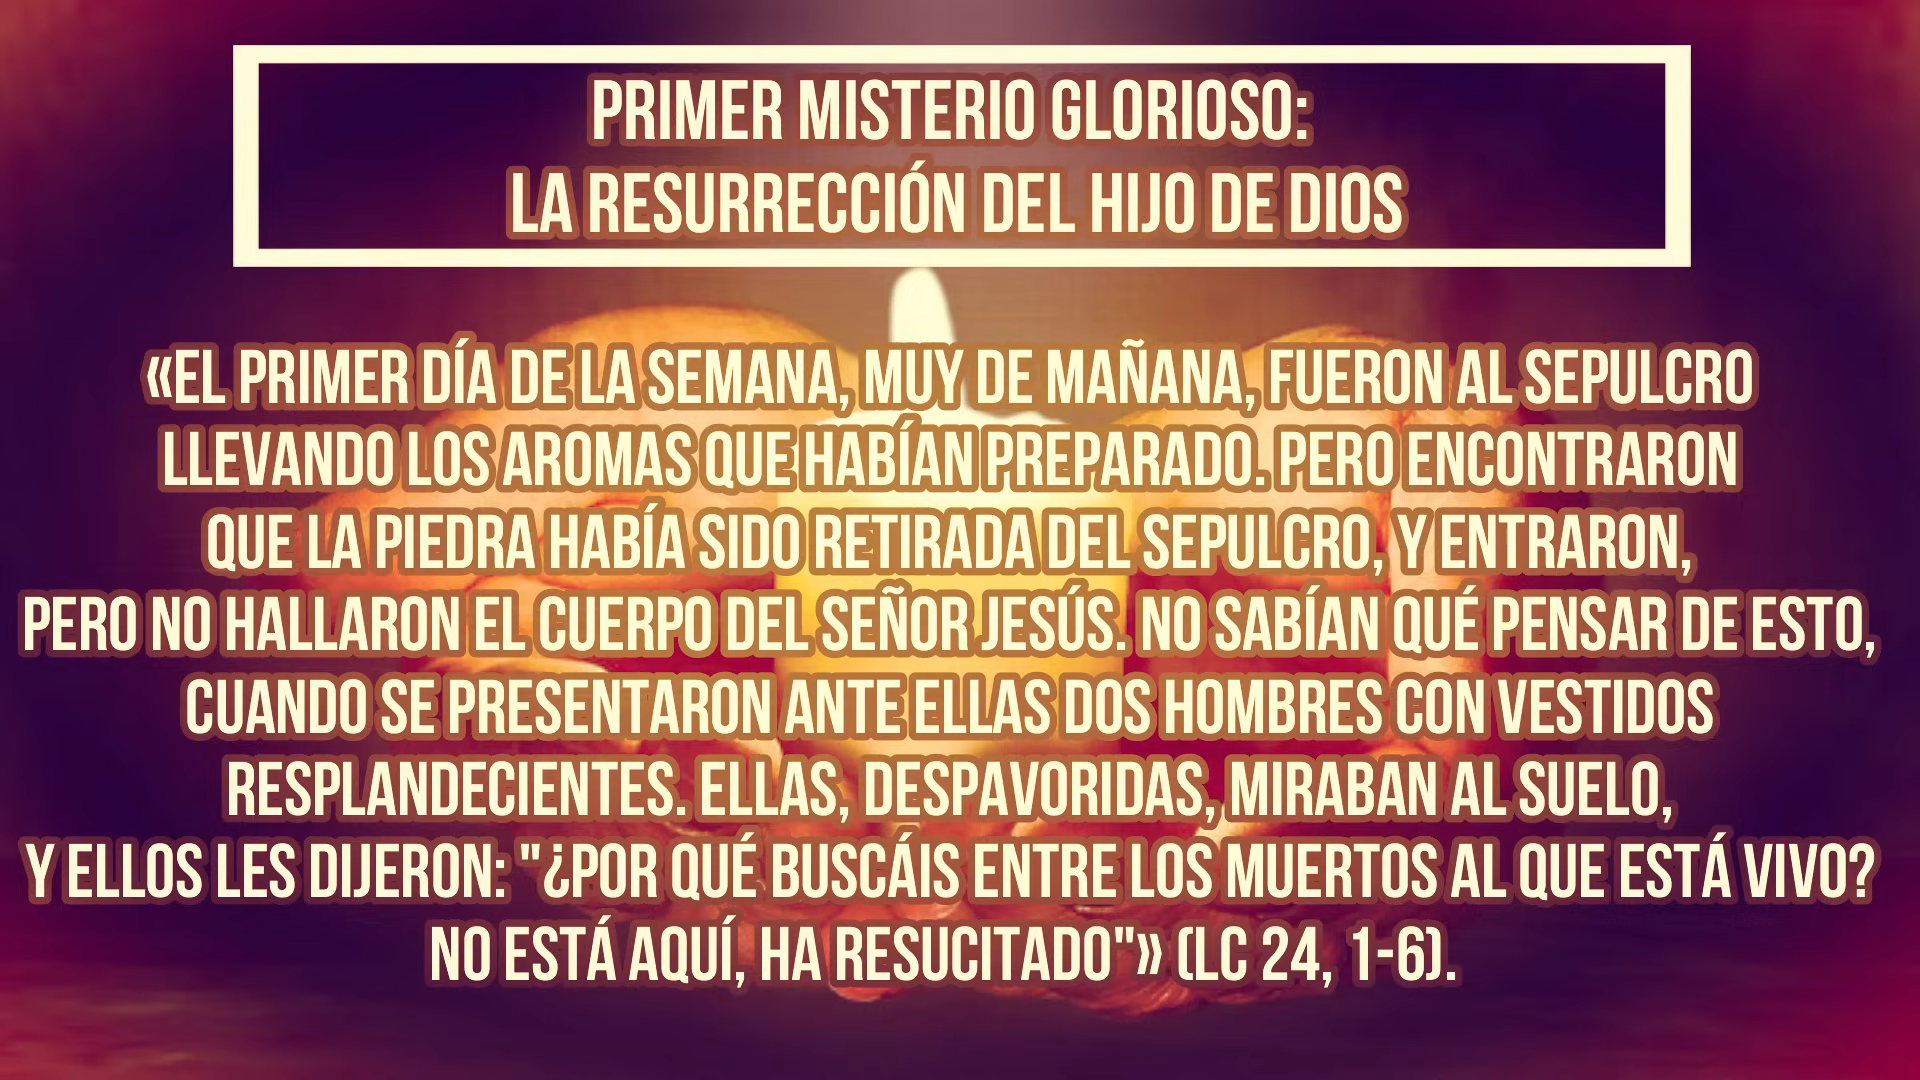 PRIMER MISTERIO GLORIOSO:
LA RESURRECCIÓN DEL HIJO DE DIOS
«EL PRIMER DÍA DE LA SEMANA, MUY DE MAÑANA, FUERON AL SEPULCRO
LLEVANDO LOS AROMAS QUE HABÍAN PREPARADO. PERO ENCONTRARON
QUE LA PIEDRA HABÍA SIDO RETIRADA DEL SEPULCRO, Y ENTRARON,
PERO NO HALLARON EL CUERPO DEL SEÑOR JESÚS. NO SABÍAN QUÉ PENSAR DE ESTO,
CUANDO SE PRESENTARON ANTE ELLAS DOS HOMBRES CON VESTIDOS
RESPLANDECIENTES. ELLAS, DESPAVORIDAS, MIRABAN AL SUELO,
Y ELLOS LES DIJERON: "¿POR QUÉ BUSCÁIS ENTRE LOS MUERTOS AL QUE ESTÁ VIVO?
NO ESTÁ AQUÍ, HA RESUCITADO"» (LC 24, 1-6).